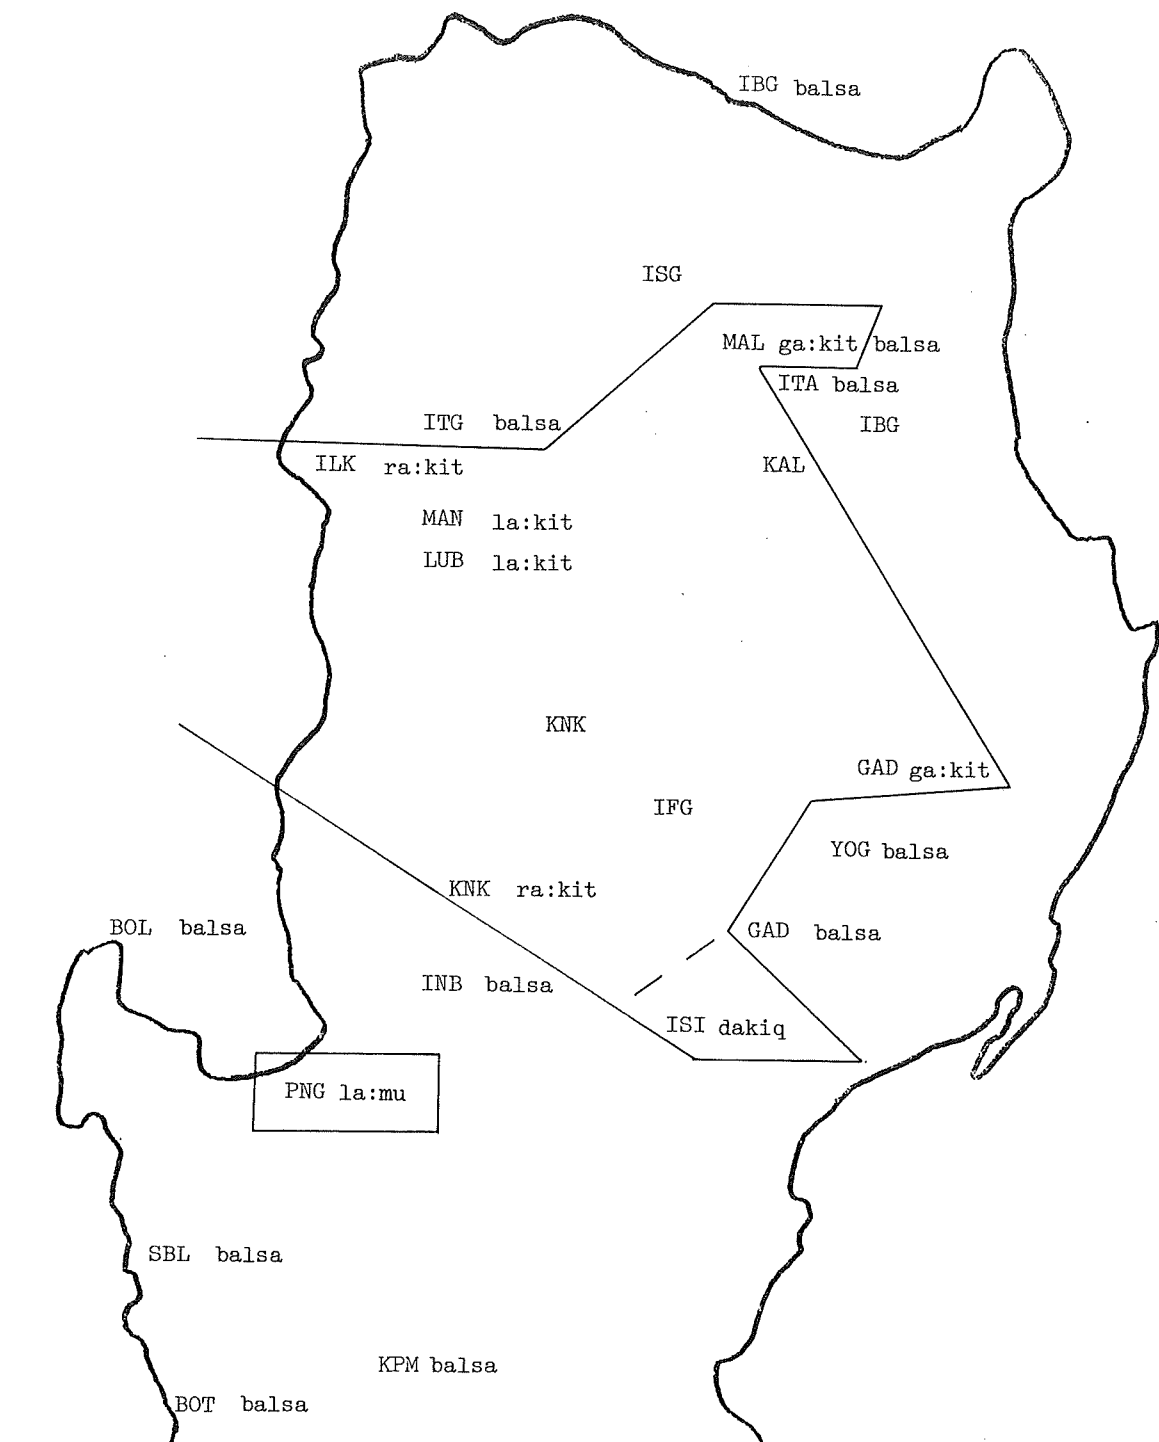 IBG balsa
ISG
MAL ga:kit balsa
ITA balsa
ITG balsa
IBG
ILK ra:kit
KAL
MAN la:kit
LUB la:kit
KNK
GAD ga:kit
IFG
YOG balsa
KNK ra:kit
BOL balsa
GAD balsa
INB balsa
ISI dakiq
PNG la:mu
SBL balsa
KPM balsa
BOT balsa